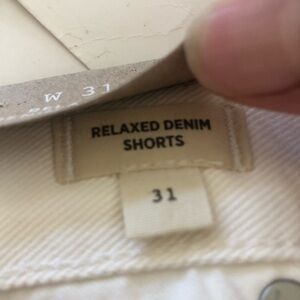 W 31
RELAXED DENIM
SHORTS
31